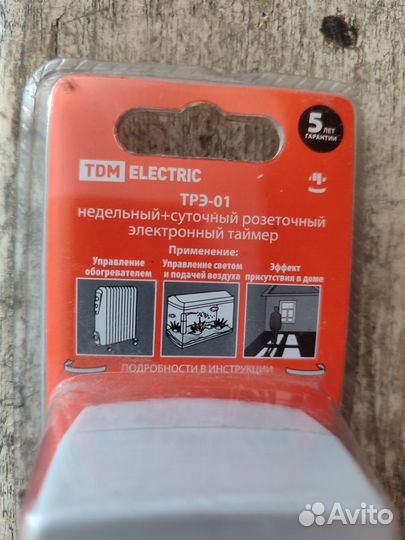 5 ЛЕТ
ГАРАНТИИ
TDM ELECTRIC
ТРЭ-01
недельный+суточный розеточный
электронный таймер
Применение:
Управление
обогревателем
Управление светом
и подачей воздуха
Эффект
присутствия в доме
ПОДРОБНОСТИ В ИНСТРУКЦИИ
Avito